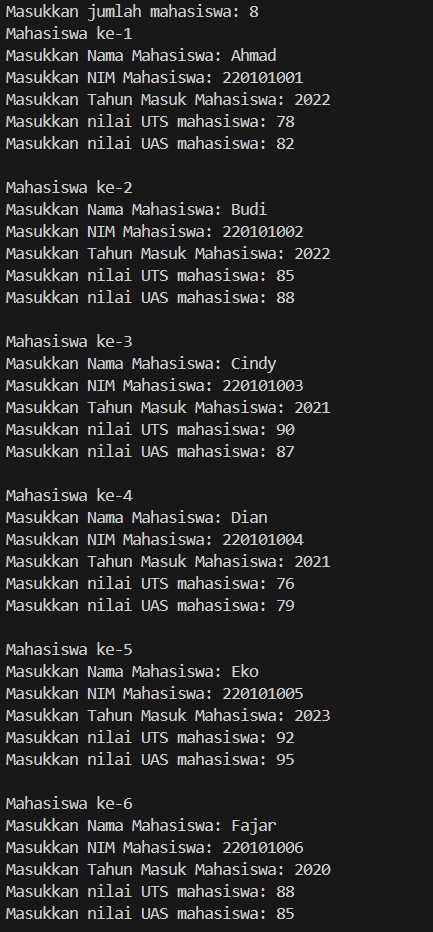 Masukkan jumlah mahasiswa: 8
Mahasiswa ke-1
Masukkan Nama Mahasiswa: Ahmad
Masukkan NIM Mahasiswa: 220101001
Masukkan Tahun Masuk Mahasiswa: 2022
Masukkan nilai UTS mahasiswa: 78
Masukkan nilai UAS mahasiswa: 82

Mahasiswa ke-2
Masukkan Nama Mahasiswa: Budi
Masukkan NIM Mahasiswa: 220101002
Masukkan Tahun Masuk Mahasiswa: 2022
Masukkan nilai UTS mahasiswa: 85
Masukkan nilai UAS mahasiswa: 88

Mahasiswa ke-3
Masukkan Nama Mahasiswa: Cindy
Masukkan NIM Mahasiswa: 220101003
Masukkan Tahun Masuk Mahasiswa: 2021
Masukkan nilai UTS mahasiswa: 90
Masukkan nilai UAS mahasiswa: 87

Mahasiswa ke-4
Masukkan Nama Mahasiswa: Dian
Masukkan NIM Mahasiswa: 220101004
Masukkan Tahun Masuk Mahasiswa: 2021
Masukkan nilai UTS mahasiswa: 76
Masukkan nilai UAS mahasiswa: 79

Mahasiswa ke-5
Masukkan Nama Mahasiswa: Eko
Masukkan NIM Mahasiswa: 220101005
Masukkan Tahun Masuk Mahasiswa: 2023
Masukkan nilai UTS mahasiswa: 92
Masukkan nilai UAS mahasiswa: 95

Mahasiswa ke-6
Masukkan Nama Mahasiswa: Fajar
Masukkan NIM Mahasiswa: 220101006
Masukkan Tahun Masuk Mahasiswa: 2020
Masukkan nilai UTS mahasiswa: 88
Masukkan nilai UAS mahasiswa: 85